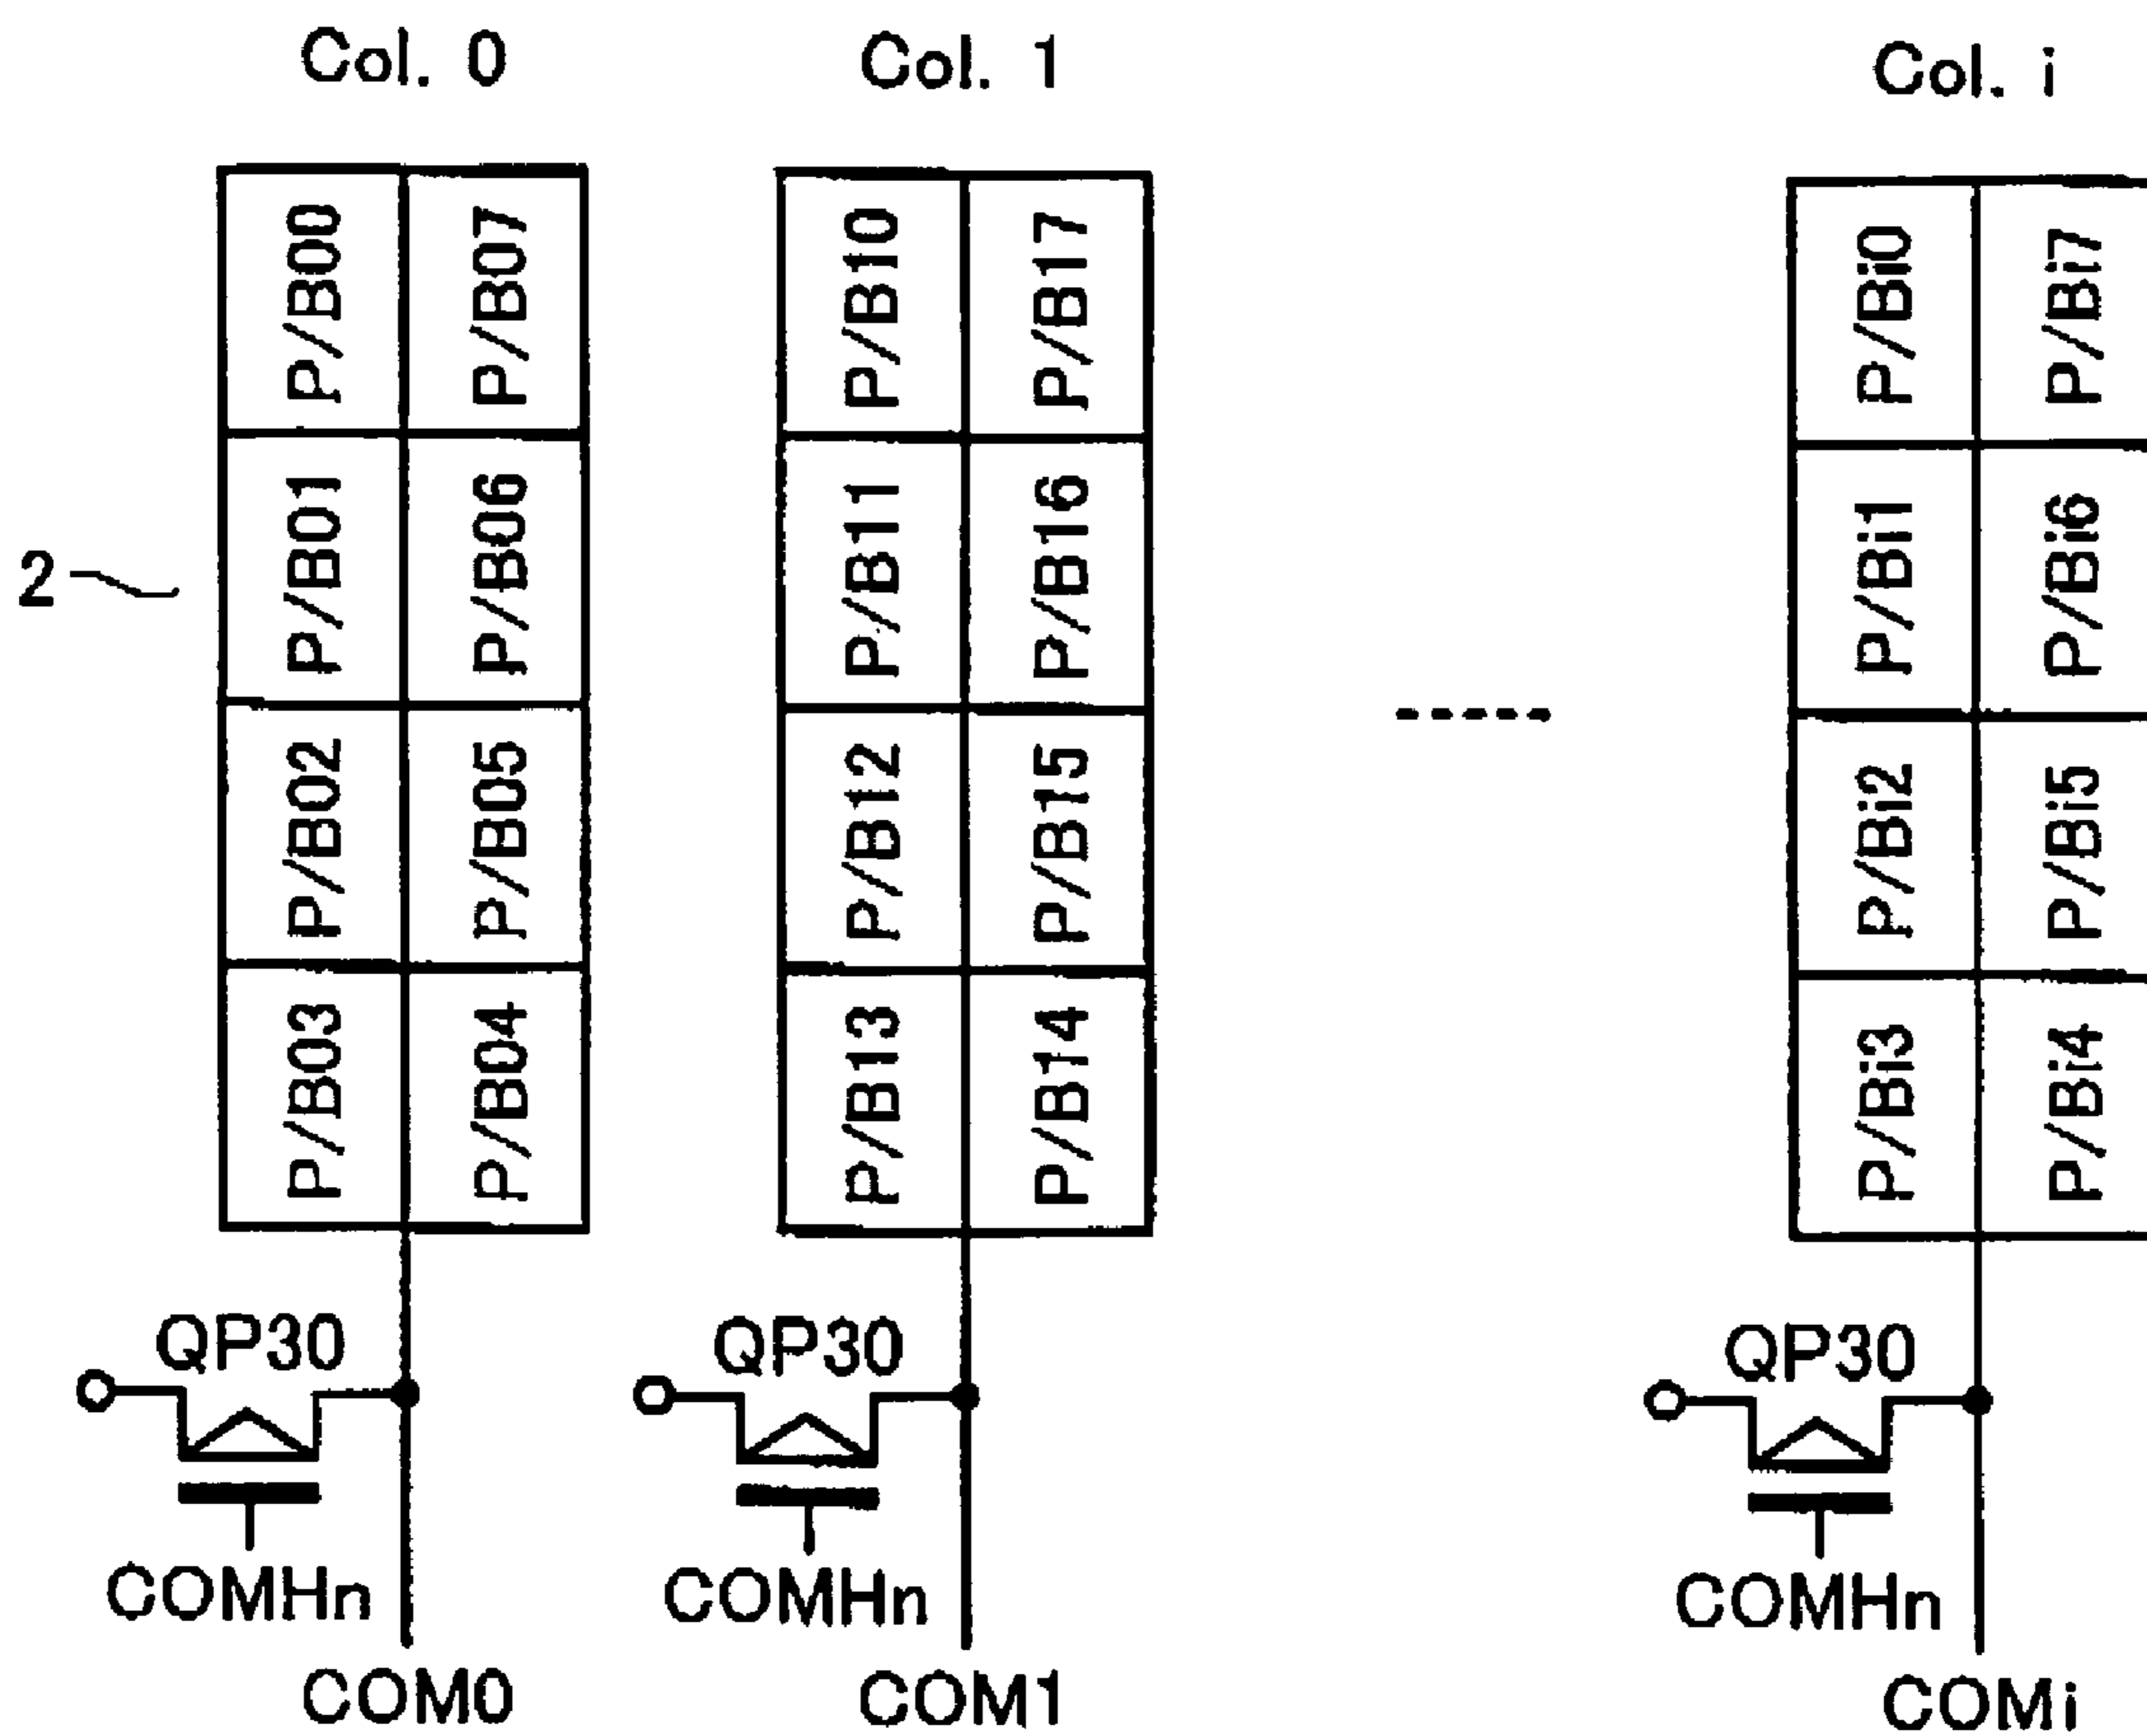 Col. 0
Col. 1
Col. i
P/B00
P/B07
P/B10
P/B17
P/Bi0
P/Bi7
2
P/B01
P/B06
P/B11
P/B16
P/Bi1
P/Bi6
P/B02
P/B05
P/B12
P/B15
P/Bi2
P/Bi5
P/B03
P/B04
P/B13
P/B14
P/Bi3
P/Bi4
QP30
QP30
QP30
COMHn
COMHn
COMHn
COM0
COM1
COMi